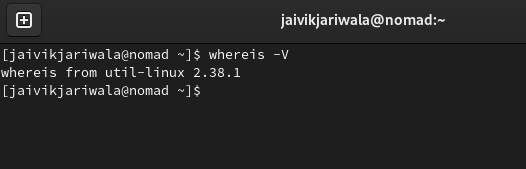 jaivikjariwala@nomad:~
[jaivikjariwala@nomad ~]$ whereis -V
whereis from util-linux 2.38.1
[jaivikjariwala@nomad ~]$